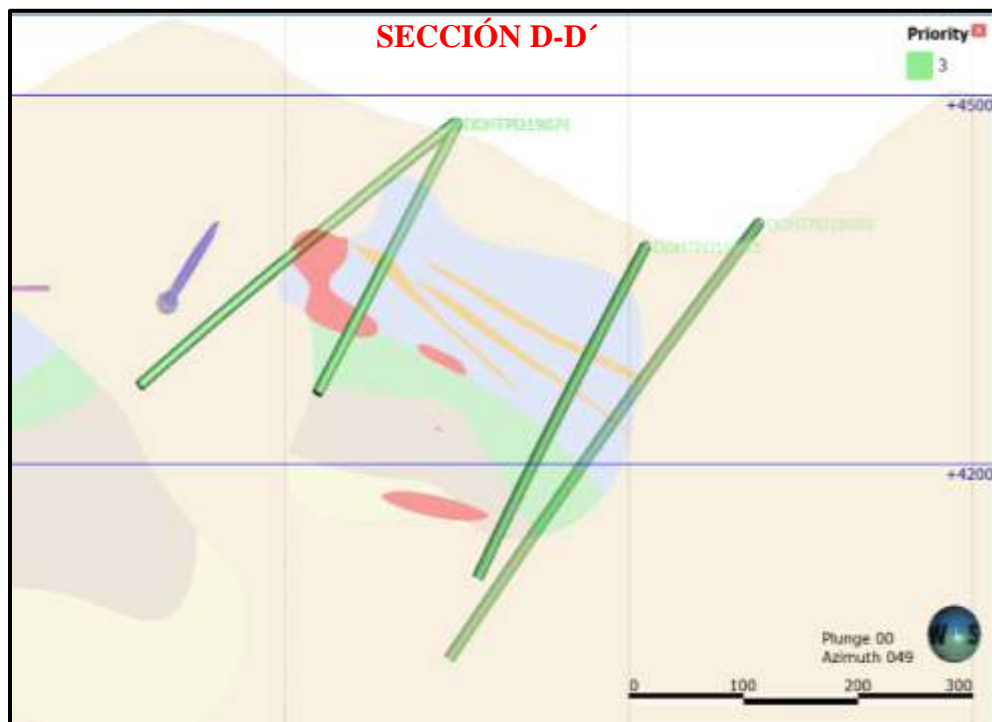 SECCIÓN D-D´
Priority
3
+4500
+4200
Plunge 00
Azimuth 049
W S
0 100 200 300